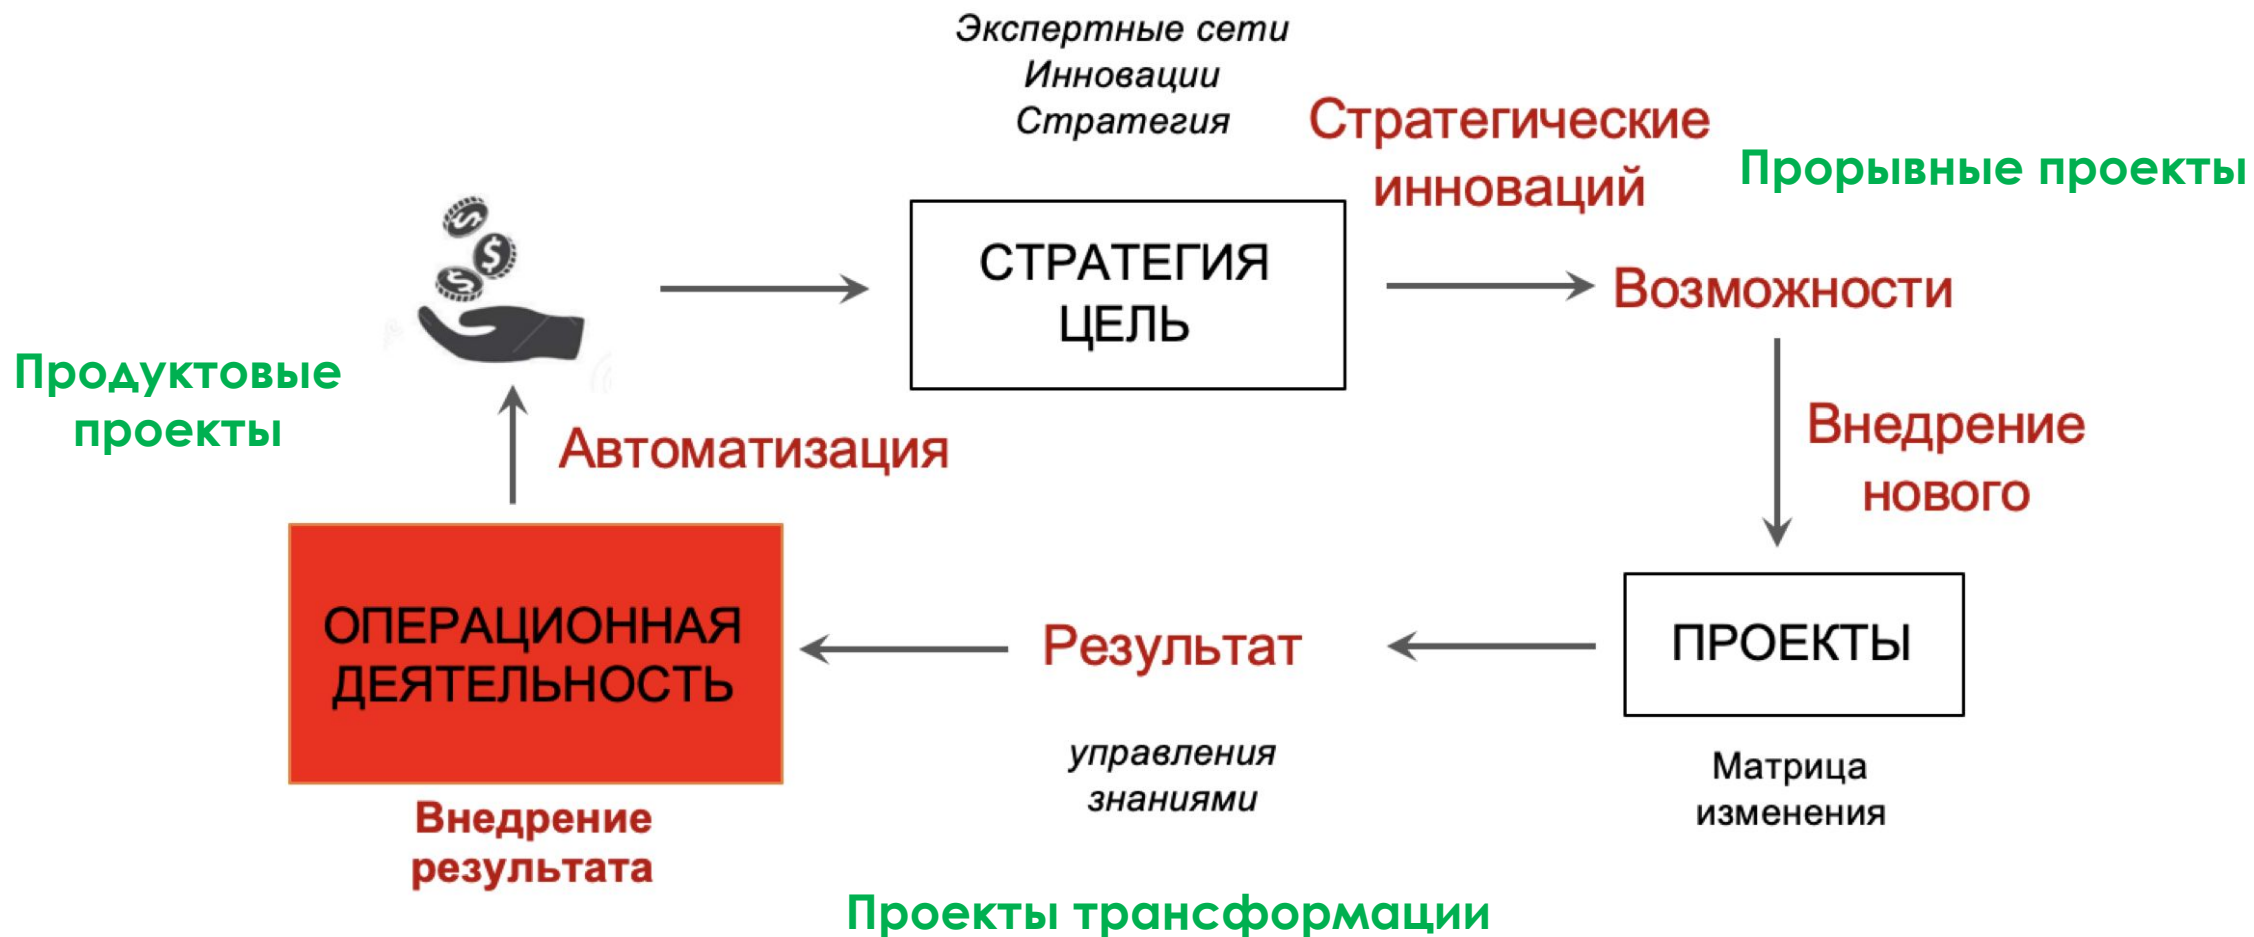 Экспертные сети
Инновации
Стратегия
Стратегические
инноваций
Прорывные проекты
СТРАТЕГИЯ
ЦЕЛЬ
Возможности
Продуктовые
проекты
Автоматизация
Внедрение
нового
ОПЕРАЦИОННАЯ
ДЕЯТЕЛЬНОСТЬ
Результат
ПРОЕКТЫ
управления
знаниями
Матрица
изменения
Внедрение
результата
Проекты трансформации